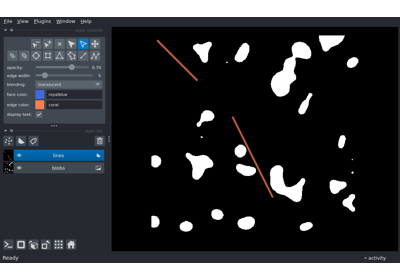 File View Plugins Window Help
opacity: 0.70
edge width: 5
blending: translucent
face color: royalblue
edge color: coral
display text: ✓
lines
blobs
Ready activity